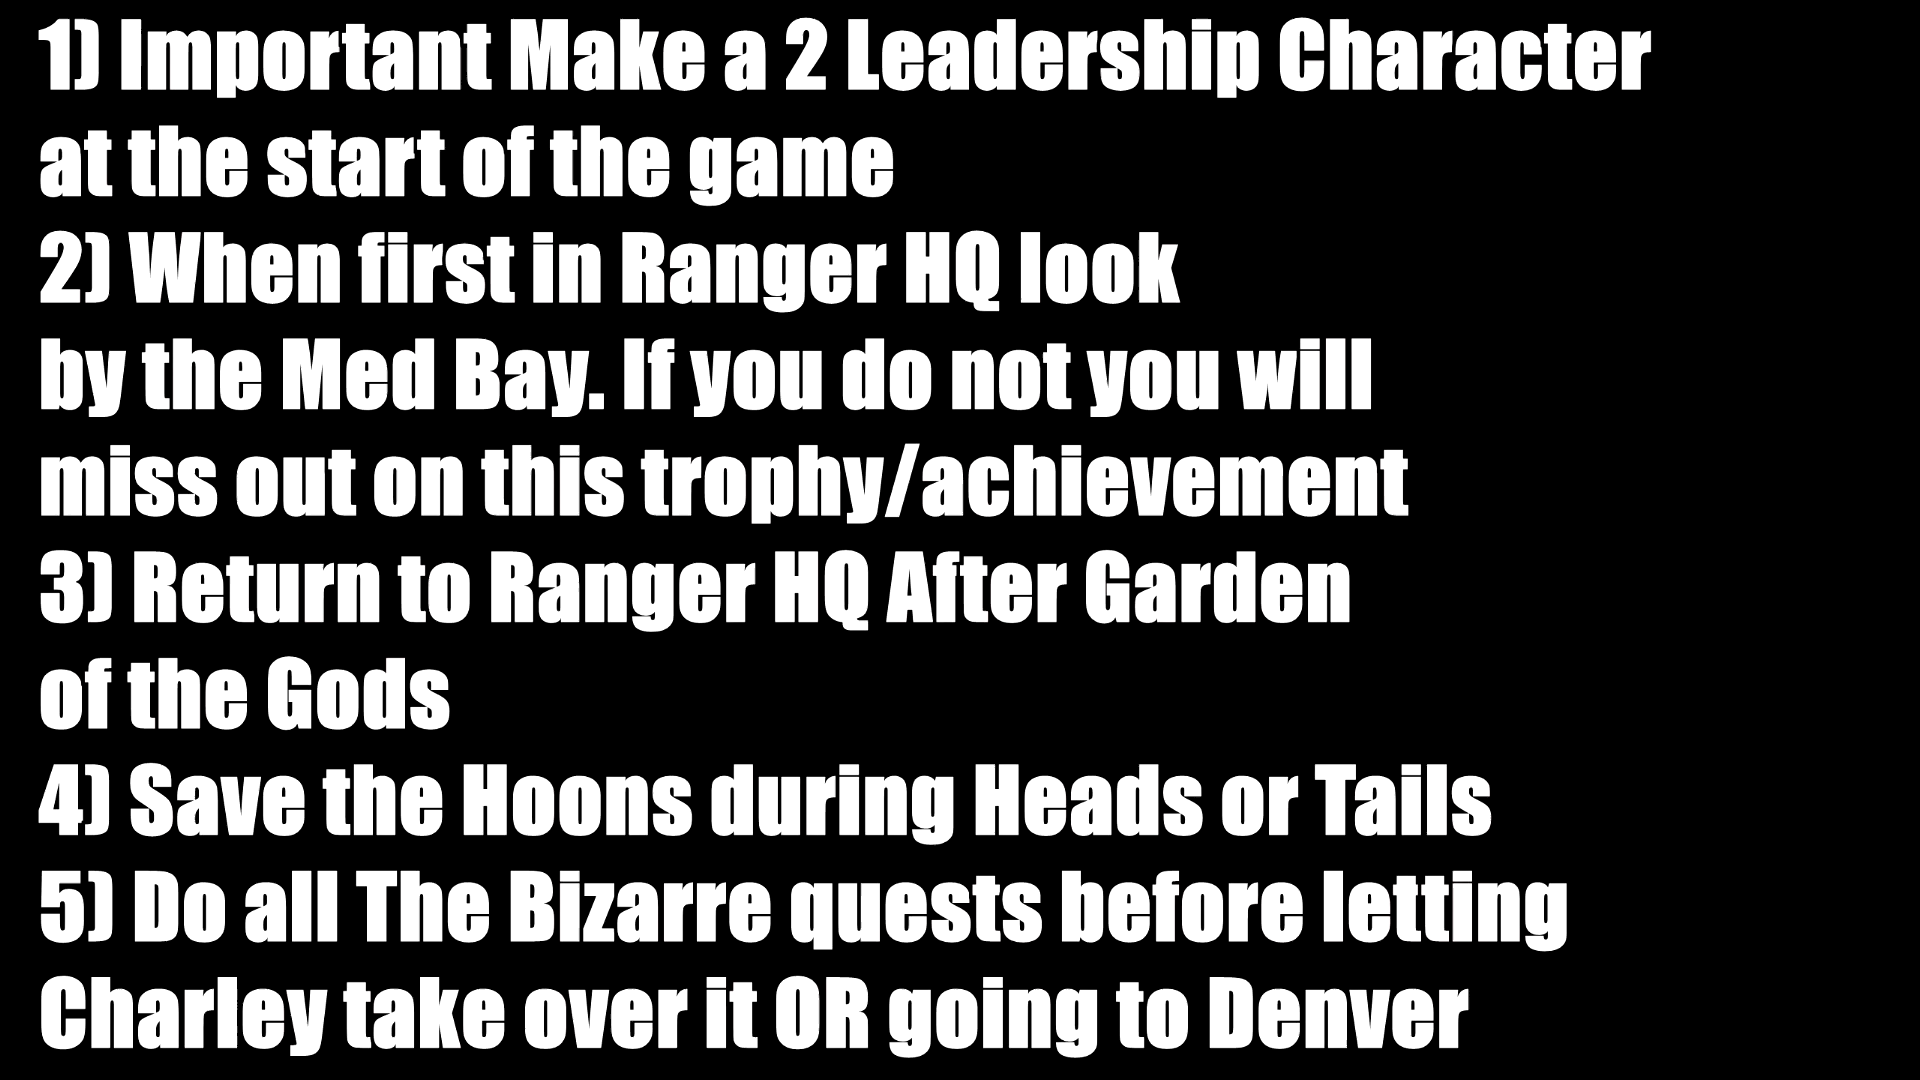 1) Important Make a 2 Leadership Character
at the start of the game
2) When first in Ranger HQ look
by the Med Bay. If you do not you will
miss out on this trophy/achievement
3) Return to Ranger HQ After Garden
of the Gods
4) Save the Hoons during Heads or Tails
5) Do all The Bizarre quests before letting
Charley take over it OR going to Denver